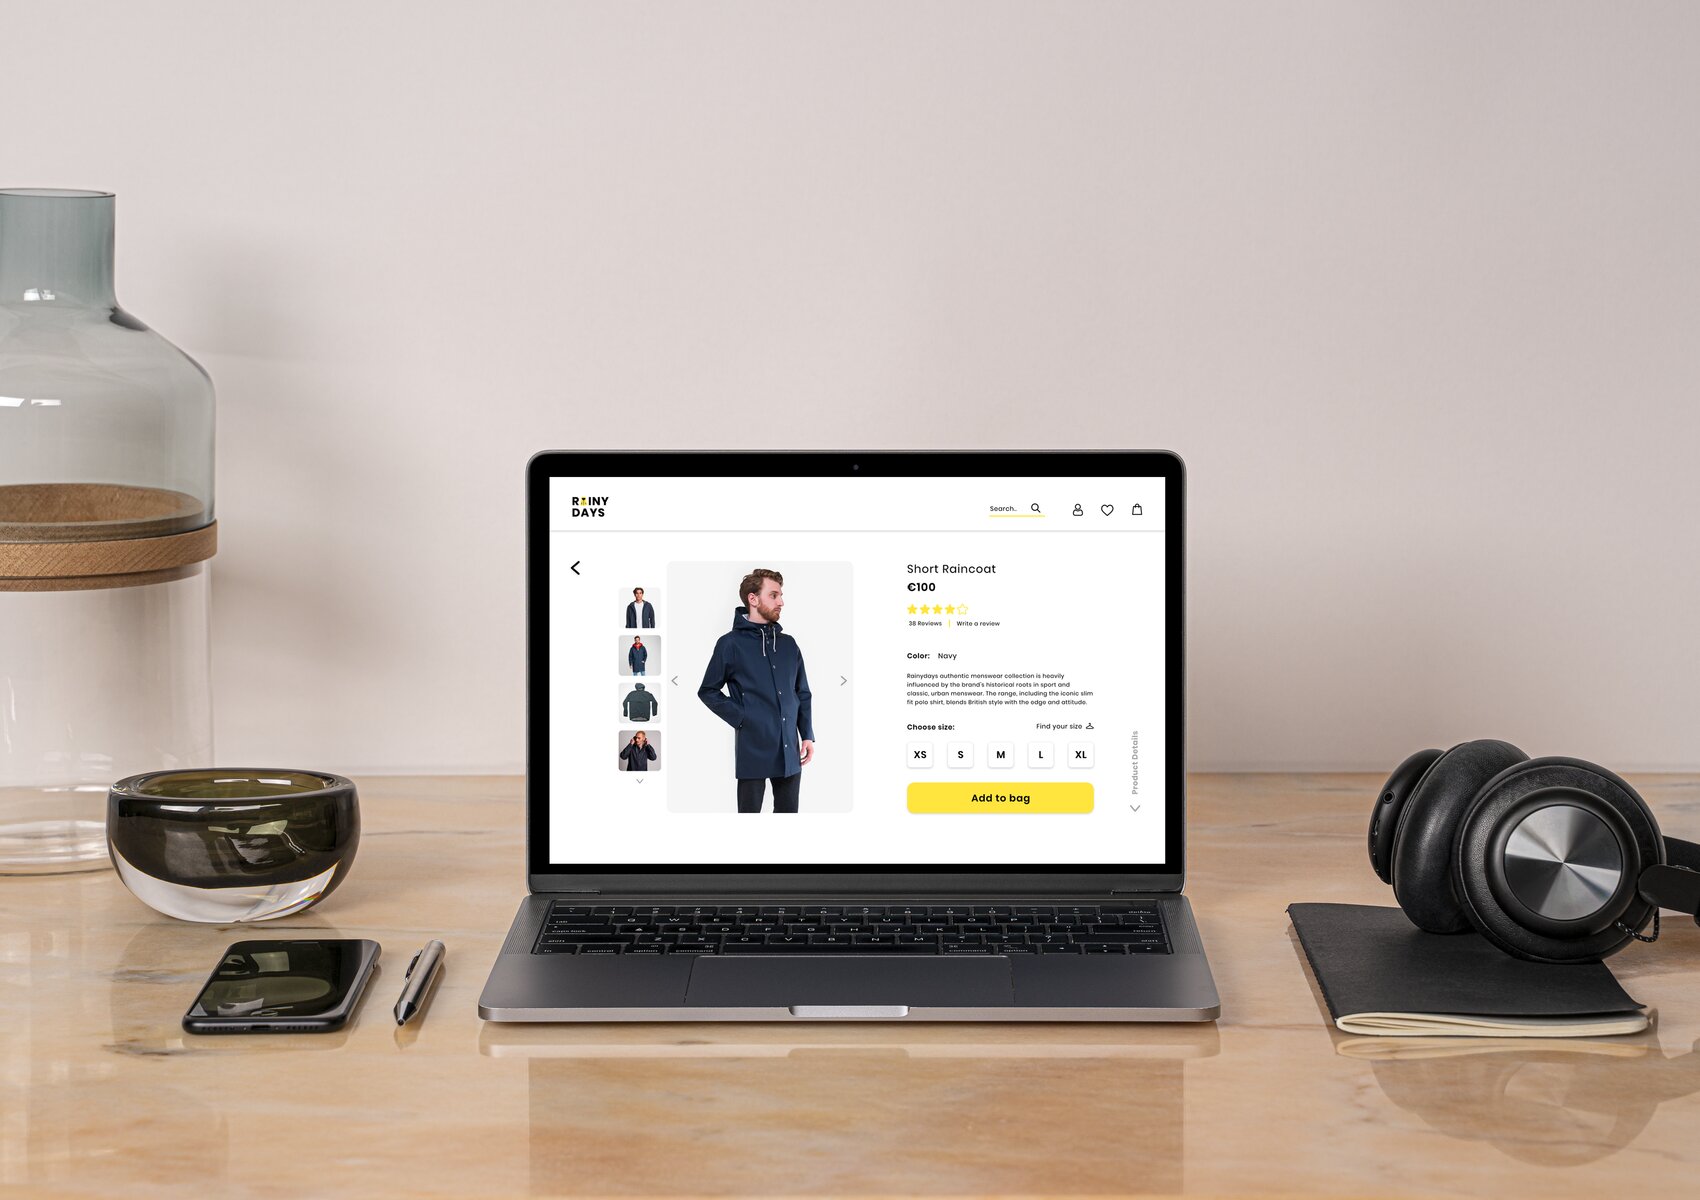 RAINY
DAYS
Search..
Short Raincoat
€100
38 Reviews | Write a review
Color: Navy
Rainydays authentic menswear collection is heavily
influenced by the brand's historical roots in sport and
classic, urban menswear. The range, including the iconic slim
fit polo shirt, blends British style with the edge and attitude.
Choose size: Find your size
XS S M L XL
Add to bag
Product Details